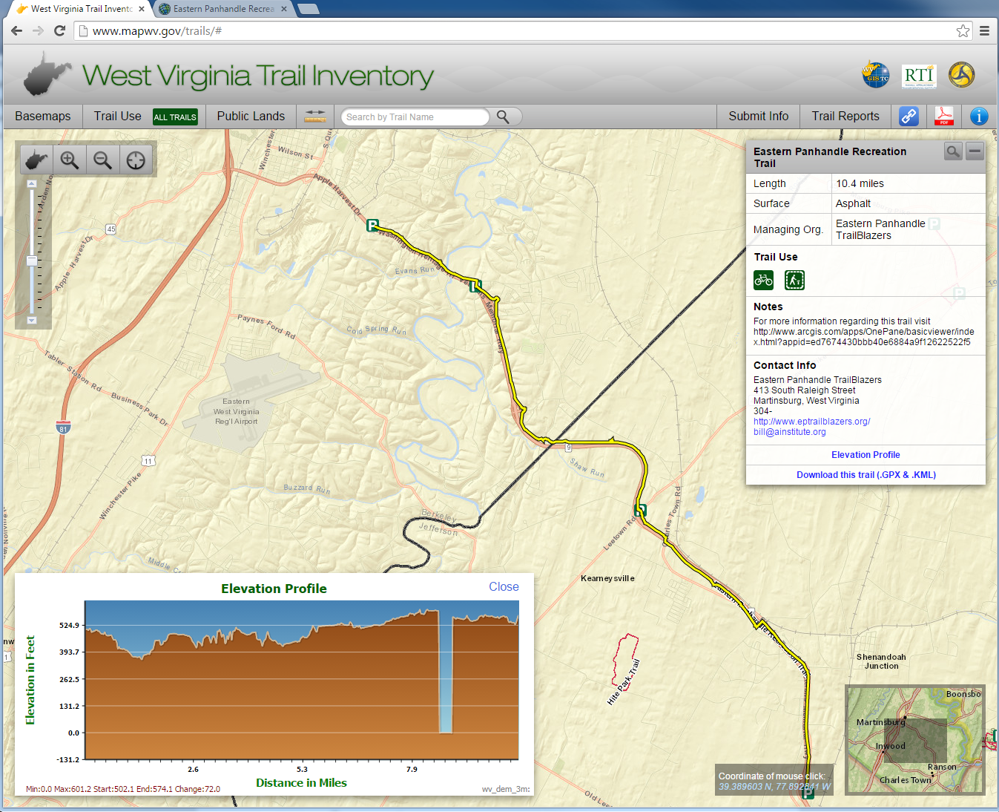 West Virginia Trail Invento
Eastern Panhandle Recrea
www.mapwv.gov/trails/#
West Virginia Trail Inventory
WV GISTC
RTI
Basemaps
Trail Use
ALL TRAILS
Public Lands
Search by Trail Name
Submit Info
Trail Reports
PDF
Eastern Panhandle Recreation
Trail
Length
10.4 miles
Surface
Asphalt
Managing Org.
Eastern Panhandle
TrailBlazers
Trail Use
Notes
For more information regarding this trail visit
http://www.arcgis.com/apps/OnePane/basicviewer/inde
x.html?appid=ed7674430bbb40e6884a9f12622522f5
Contact Info
Eastern Panhandle TrailBlazers
413 South Raleigh Street
Martinsburg, West Virginia
304-
http://www.eptrailblazers.org/
bill@ainstitute.org
Elevation Profile
Download this trail (.GPX & .KML)
Wilson St
Winchester
S Que
Apple Harvest Dr
Arden No
45
Apple Harvest Dr
P
Evans Run
P
Cold Spring Run
Paynes Ford Rd
Tabler Station Rd
Business Park Dr
Eastern
West Virginia
Reg'l Airport
81
11
Winchester Pike
9
Shaw Run
Buzzard Run
Berkeley
Jefferson
Middle C
Leetown Rd
Charles Town Rd
Kearneysville
Hite Park Trail
Shenandoah
Junction
Old Lee
P
Elevation Profile
Close
Elevation in Feet
524.9
393.7
262.5
131.2
0.0
-131.2
2.6
5.3
7.9
Distance in Miles
Min:0.0 Max:601.2 Start:502.1 End:574.1 Change:72.0
wv_dem_3m:
Coordinate of mouse click:
39.389603 N, 77.892841 W
Boonsbo
Martinsburg
Inwood
Ranson
Charles Town